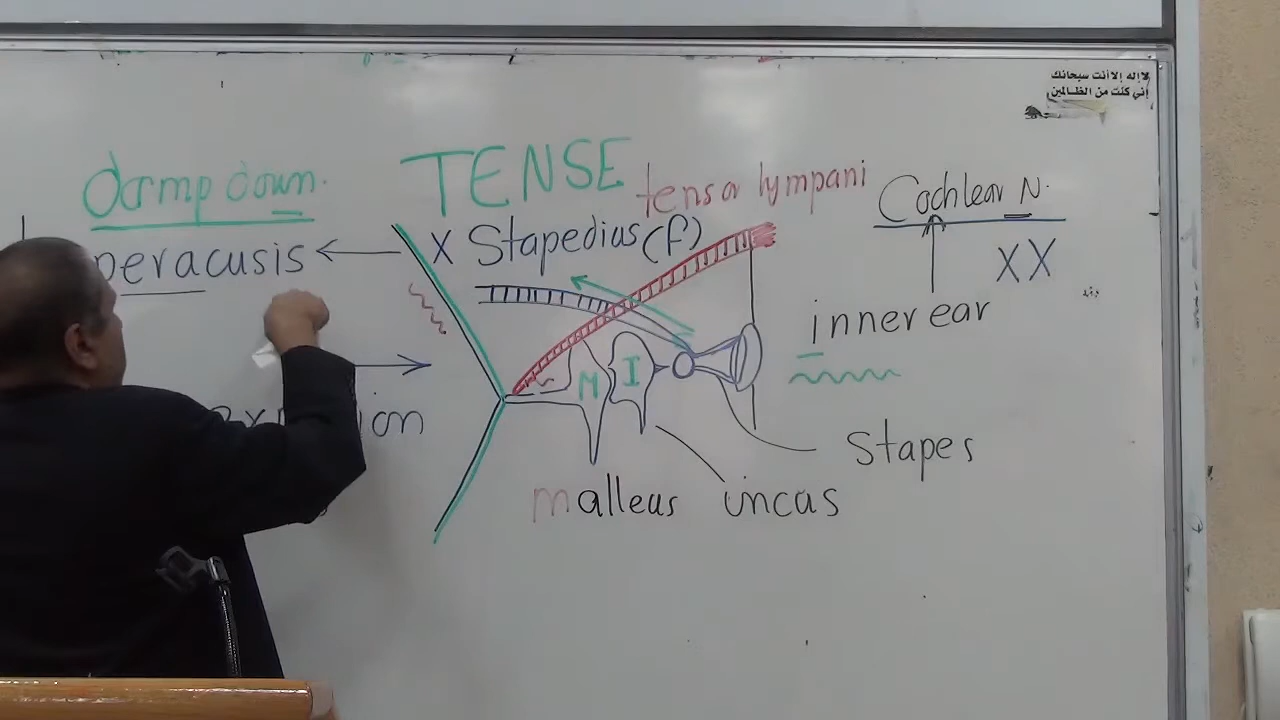 لا إله إلا أنت سبحانك
إني كنت من الظالمين
damp down.
TENSE
tensor tympani
Cochlear N.
peracusis ← X Stapedius (f)
XX
inner ear
M
I
ion
Stapes
malleus
incas